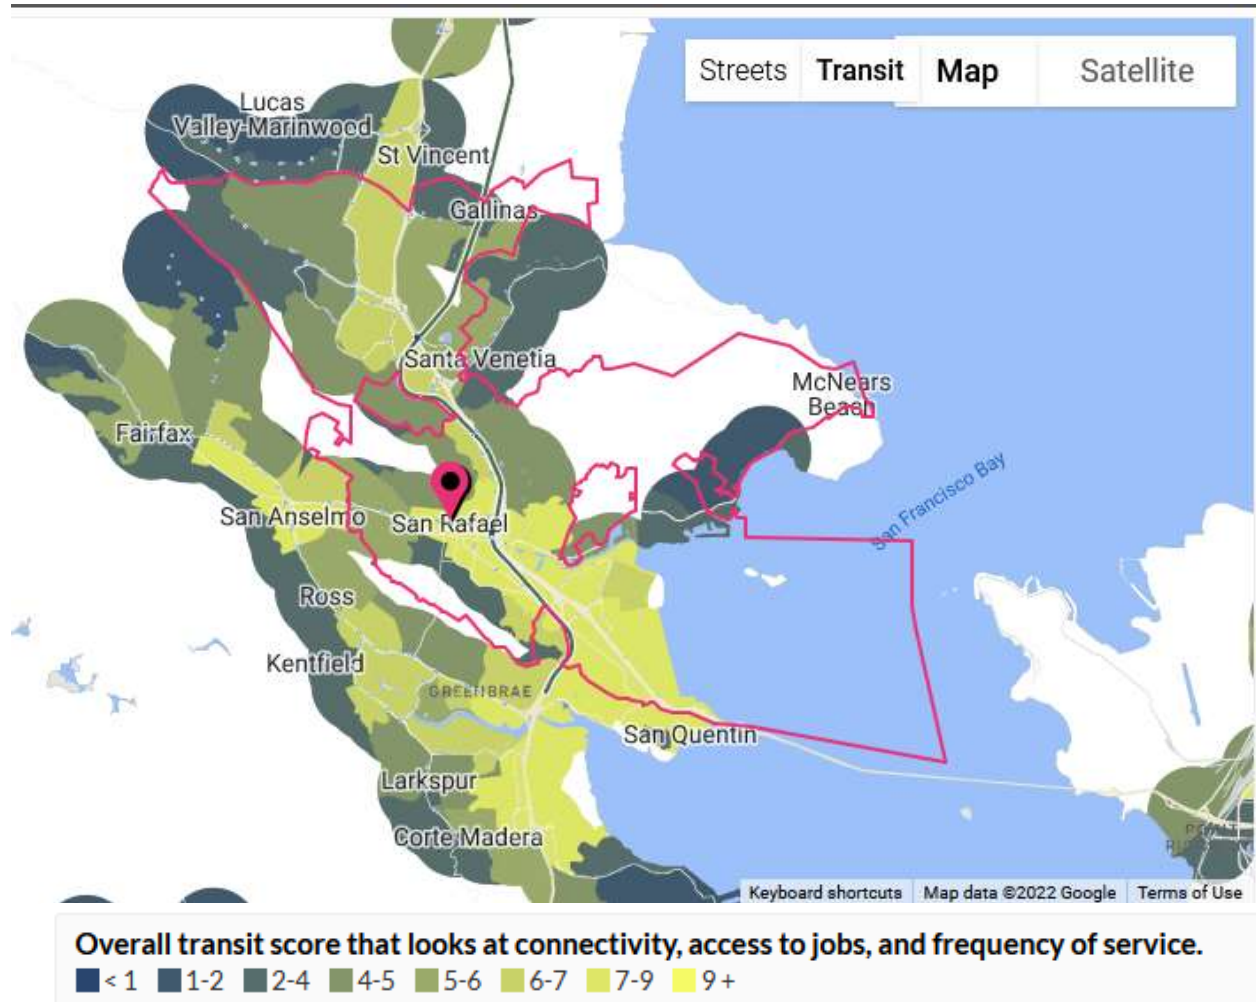 Streets Transit Map Satellite
Lucas
Valley-Marinwood
St Vincent
Gallinas
Santa Venetia
McNears
Beach
Fairfax
San Anselmo
San Rafael
San Francisco Bay
Ross
Kentfield
GREENBRAE
San Quentin
Larkspur
Corte Madera
Keyboard shortcuts Map data ©2022 Google Terms of Use
Overall transit score that looks at connectivity, access to jobs, and frequency of service.
< 1 1-2 2-4 4-5 5-6 6-7 7-9 9 +